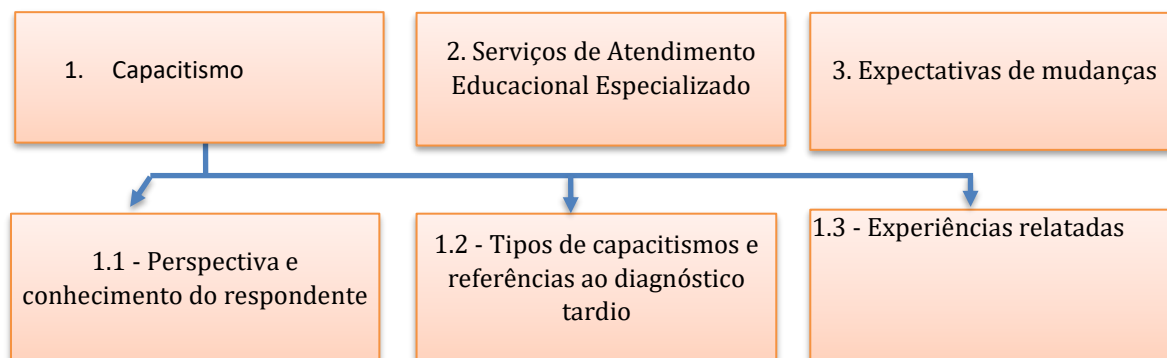 1. Capacitismo
2. Serviços de Atendimento
Educacional Especializado
3. Expectativas de mudanças
1.1 - Perspectiva e
conhecimento do respondente
1.2 - Tipos de capacitismos e
referências ao diagnóstico
tardio
1.3 - Experiências relatadas